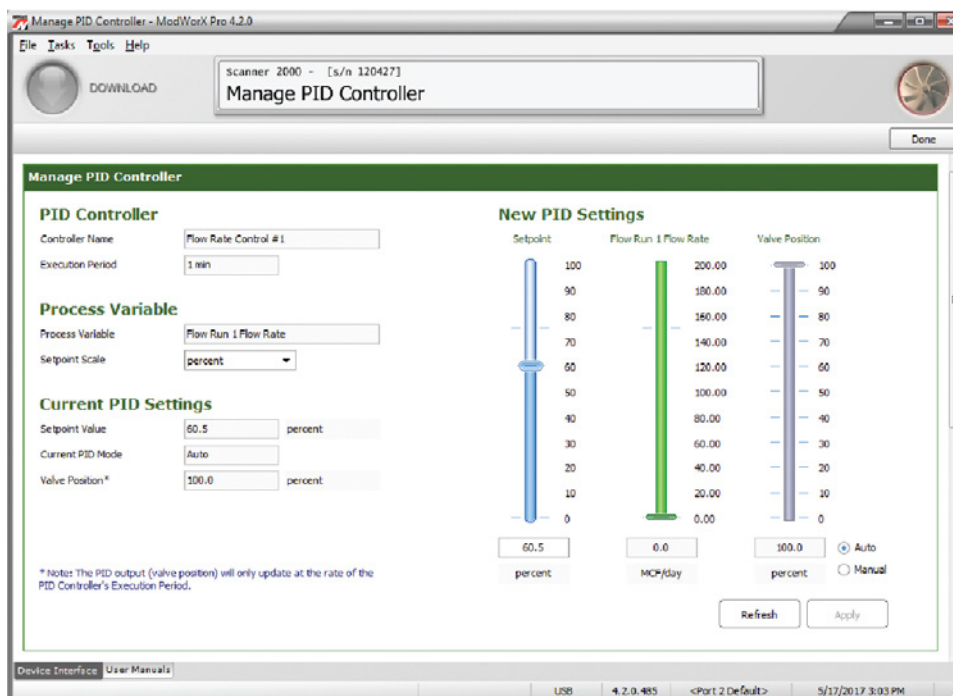 Manage PID Controller - ModWorX Pro 4.2.0
File Tasks Tools Help
DOWNLOAD
Scanner 2000 - [s/n 120427]
Manage PID Controller
Done
Manage PID Controller
PID Controller
Controller Name Flow Rate Control #1
Execution Period 1 min
Process Variable
Process Variable Flow Run 1 Flow Rate
Setpoint Scale percent
Current PID Settings
Setpoint Value 60.5 percent
Current PID Mode Auto
Valve Position* 100.0 percent
* Note: The PID output (valve position) will only update at the rate of the
PID Controller's Execution Period.
New PID Settings
Setpoint Flow Run 1 Flow Rate Valve Position
100 200.00 100
90 180.00 90
80 160.00 80
70 140.00 70
60 120.00 60
50 100.00 50
40 80.00 40
30 60.00 30
20 40.00 20
10 20.00 10
0 0.00 0
60.5 0.0 100.0 Auto
percent MCF/day percent Manual
Refresh Apply
Device Interface User Manuals
USB 4.2.0.485 <Port 2 Default> 5/17/2017 3:03 PM